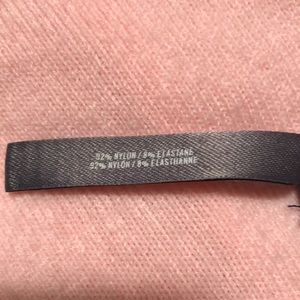 92% NYLON / 8% ELASTANE
92% NYLON / 8% ELASTHANNE